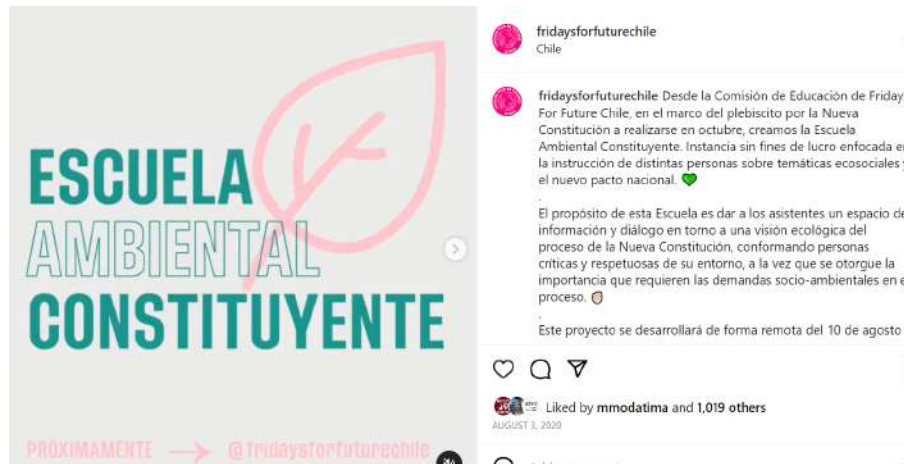 ESCUELA
AMBIENTAL
CONSTITUYENTE
PRÓXIMAMENTE → @fridaysforfuturechile
fridaysforfuturechile
Chile
fridaysforfuturechile Desde la Comisión de Educación de Friday
For Future Chile, en el marco del plebiscito por la Nueva
Constitución a realizarse en octubre, creamos la Escuela
Ambiental Constituyente. Instancia sin fines de lucro enfocada e
la instrucción de distintas personas sobre temáticas ecosociales
el nuevo pacto nacional. 💚
.
El propósito de esta Escuela es dar a los asistentes un espacio de
información y diálogo en torno a una visión ecológica del
proceso de la Nueva Constitución, conformando personas
críticas y respetuosas de su entorno, a la vez que se otorgue la
importancia que requieren las demandas socio-ambientales en e
proceso.
.
Este proyecto se desarrollará de forma remota del 10 de agosto
Liked by mmodatima and 1,019 others
AUGUST 3, 2020